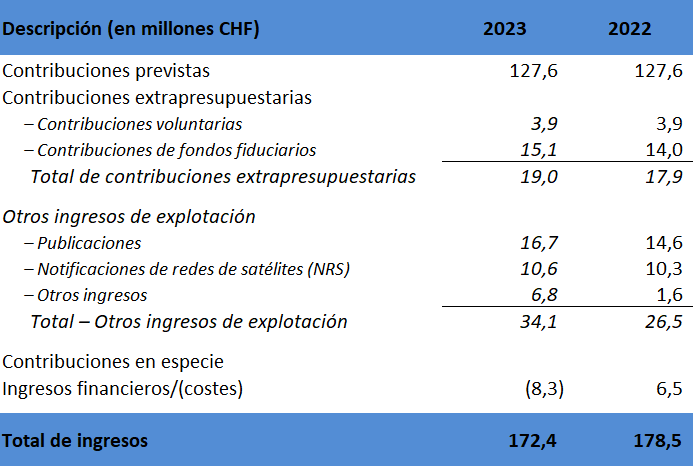 Descripción (en millones CHF) 2023 2022
Contribuciones previstas 127,6 127,6
Contribuciones extrapresupuestarias
– Contribuciones voluntarias 3,9 3,9
– Contribuciones de fondos fiduciarios 15,1 14,0
Total de contribuciones extrapresupuestarias 19,0 17,9
Otros ingresos de explotación
– Publicaciones 16,7 14,6
– Notificaciones de redes de satélites (NRS) 10,6 10,3
– Otros ingresos 6,8 1,6
Total – Otros ingresos de explotación 34,1 26,5
Contribuciones en especie
Ingresos financieros/(costes) (8,3) 6,5
Total de ingresos 172,4 178,5